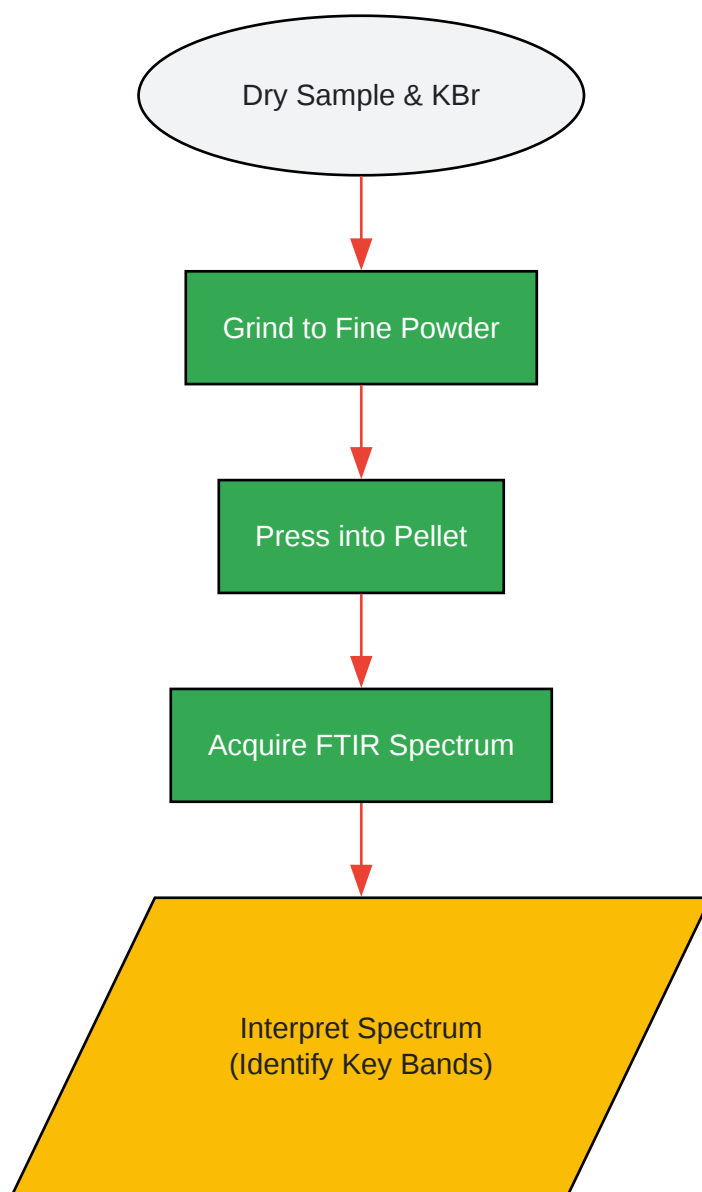 Dry Sample & KBr
Grind to Fine Powder
Press into Pellet
Acquire FTIR Spectrum
Interpret Spectrum
(Identify Key Bands)